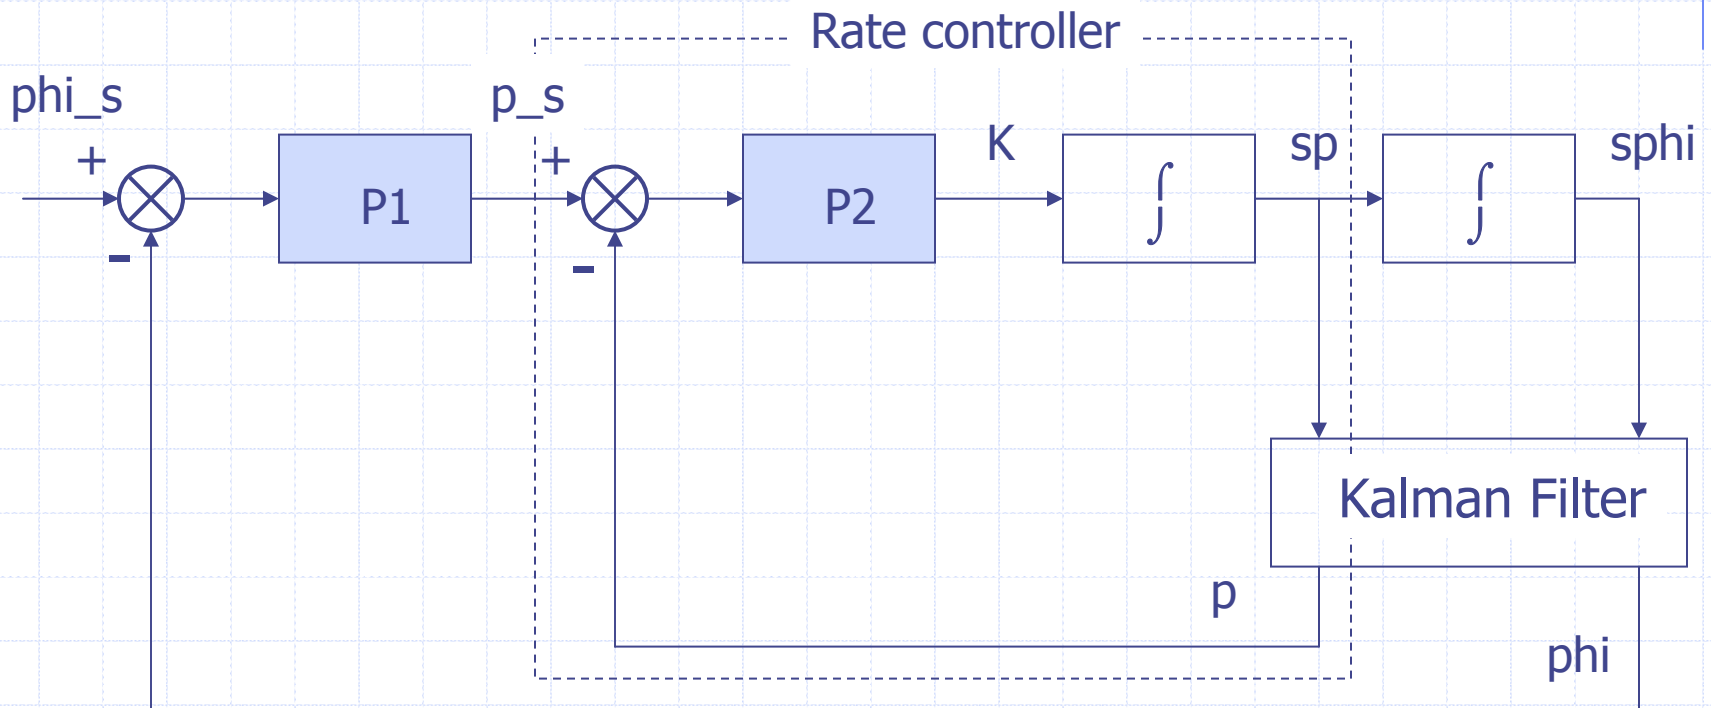 Rate controller
phi_s
p_s
+
+
K
sp
sphi
P1
P2
∫
∫
-
-
Kalman Filter
p
phi